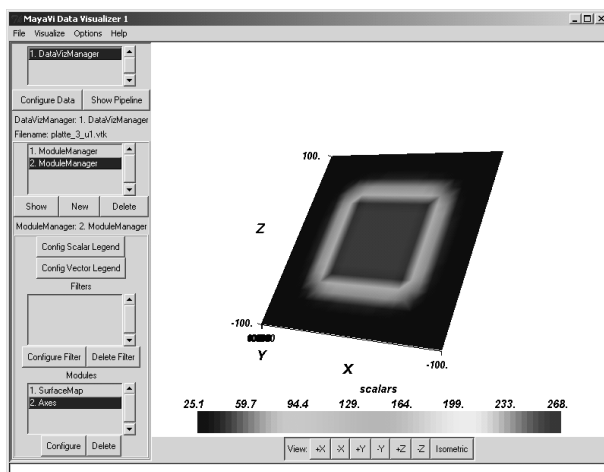 MayaVi Data Visualizer 1
File Visualize Options Help
1. DataVizManager
Configure Data Show Pipeline
DataVizManager: 1. DataVizManager
Filename: platte_3_u1.vtk
1. ModuleManager
2. ModuleManager
Show New Delete
ModuleManager: 2. ModuleManager
Config Scalar Legend
Config Vector Legend
Filters
Configure Filter Delete Filter
Modules
1. SurfaceMap
2. Axes
Configure Delete
100.
Z
-100.
Y
X
-100.
scalars
25.1 59.7 94.4 129. 164. 199. 233. 268.
View: +X -X +Y -Y +Z -Z Isometric